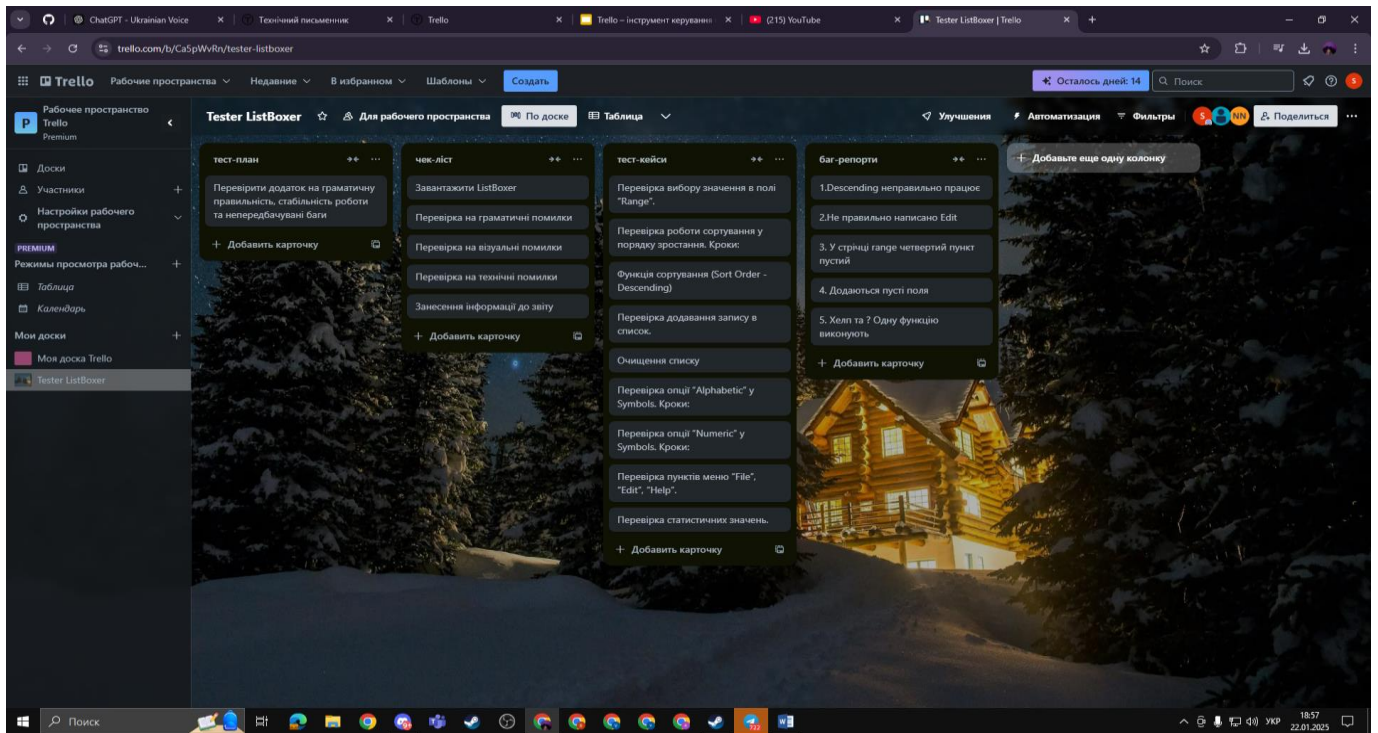 ChatGPT - Ukrainian Voice
Технічний письменник
Trello
Trello – інструмент керування
(215) YouTube
Tester ListBoxer | Trello
trello.com/b/Ca5pWvRn/tester-listboxer
Trello
Рабочие пространства
Недавние
В избранном
Шаблоны
Создать
Осталось дней: 14
Поиск
S
P
Рабочее пространство
Trello
Premium
Tester ListBoxer
Для рабочего пространства
По доске
Таблица
Улучшения
Автоматизация
Фильтры
S
NN
Поделиться
Доски
Участники
Настройки рабочего
пространства
PREMIUM
Режимы просмотра рабоч...
Таблица
Календарь
Мои доски
Моя доска Trello
Tester ListBoxer
тест-план
Перевірити додаток на граматичну
правильність, стабільність роботи
та непередбачувані баги
+ Добавить карточку
чек-ліст
Завантажити ListBoxer
Перевірка на граматичні помилки
Перевірка на візуальні помилки
Перевірка на технічні помилки
Занесення інформації до звіту
+ Добавить карточку
тест-кейси
Перевірка вибору значення в полі
"Range".
Перевірка роботи сортування у
порядку зростання. Кроки:
Функція сортування (Sort Order -
Descending)
Перевірка додавання запису в
список.
Очищення списку
Перевірка опції "Alphabetic" у
Symbols. Кроки:
Перевірка опції "Numeric" у
Symbols. Кроки:
Перевірка пунктів меню "File",
"Edit", "Help".
Перевірка статистичних значень.
+ Добавить карточку
баг-репорти
1.Descending неправильно працює
2.Не правильно написано Edit
3. У стрічці range четвертий пункт
пустий
4. Додаються пусті поля
5. Хелп та ? Одну функцію
виконують
+ Добавить карточку
+ Добавьте еще одну колонку
Поиск
УКР
18:57
22.01.2025